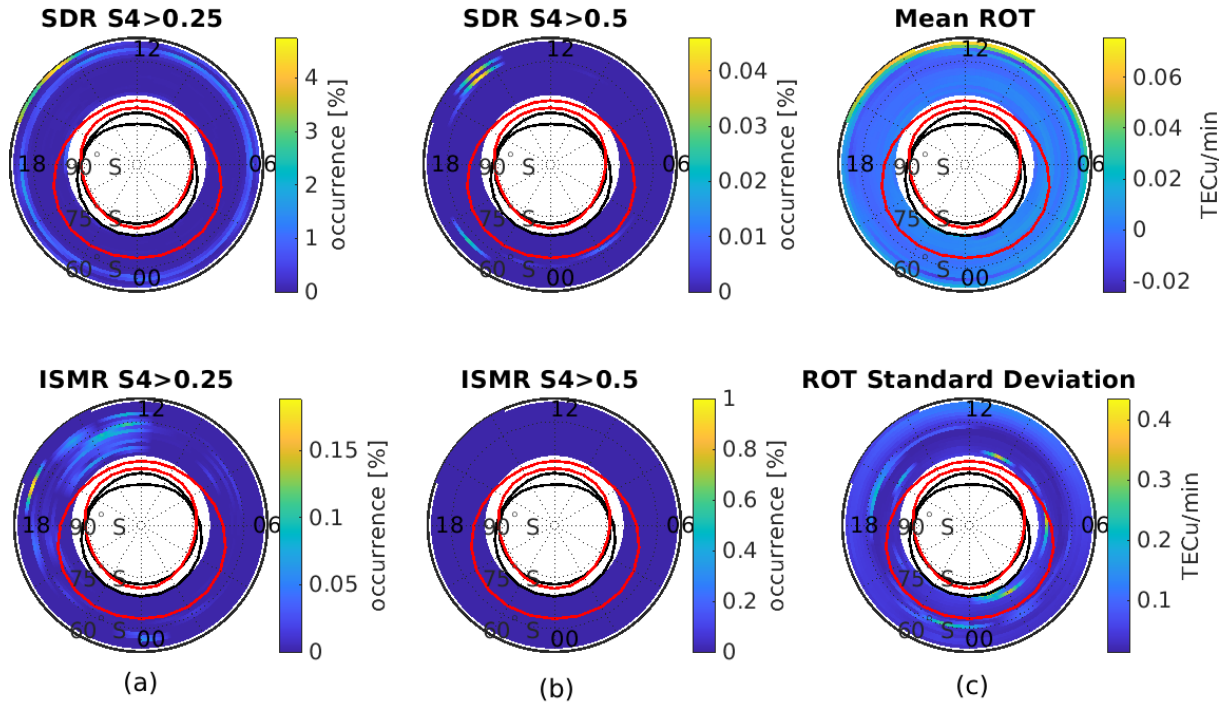 SDR S4>0.25
12
18
06
90° S
75° S
60° S
00
4
3
2
1
0
occurrence [%]
SDR S4>0.5
12
18
06
90° S
75° S
60° S
00
0.04
0.03
0.02
0.01
0
occurrence [%]
Mean ROT
12
18
06
90° S
75° S
60° S
00
0.06
0.04
0.02
0
-0.02
TECu/min
ISMR S4>0.25
12
18
06
90° S
75° S
60° S
00
0.15
0.1
0.05
0
occurrence [%]
(a)
ISMR S4>0.5
12
18
06
90° S
75° S
60° S
00
1
0.8
0.6
0.4
0.2
0
occurrence [%]
(b)
ROT Standard Deviation
12
18
06
90° S
75° S
60° S
00
0.4
0.3
0.2
0.1
TECu/min
(c)